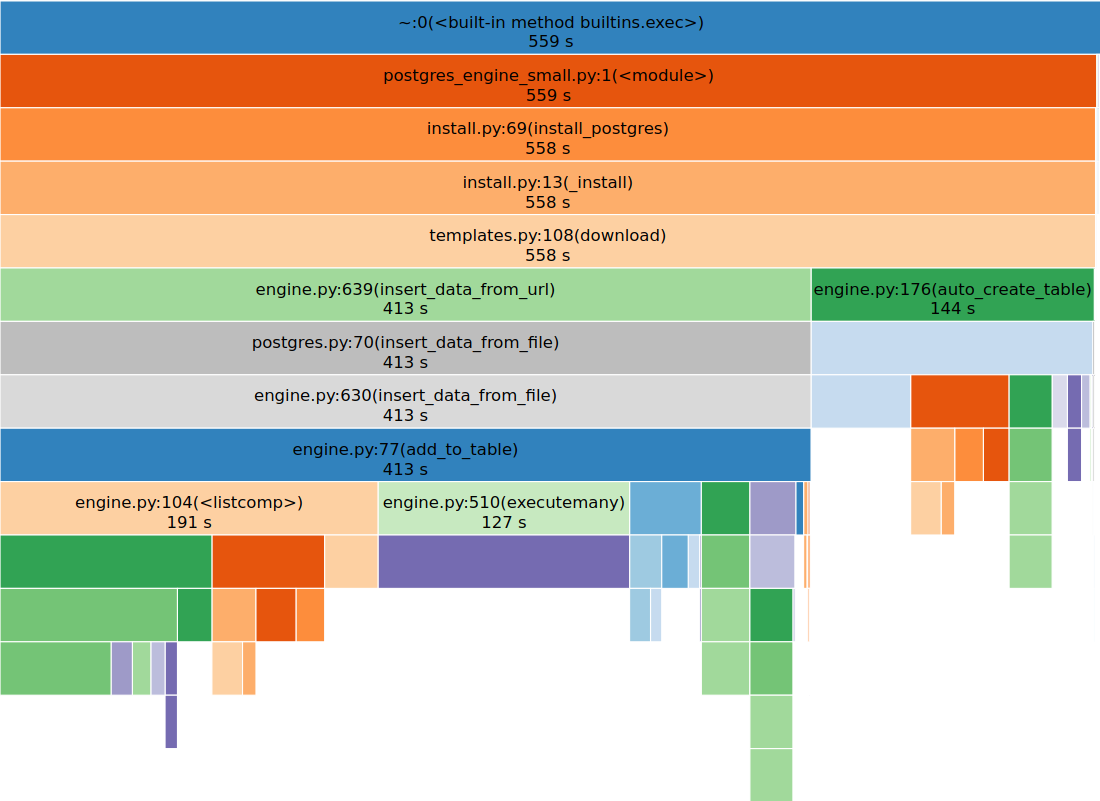 ~:0(<built-in method builtins.exec>)
559 s
postgres_engine_small.py:1(<module>)
559 s
install.py:69(install_postgres)
558 s
install.py:13(_install)
558 s
templates.py:108(download)
558 s
engine.py:639(insert_data_from_url)
413 s
engine.py:176(auto_create_table)
144 s
postgres.py:70(insert_data_from_file)
413 s
engine.py:630(insert_data_from_file)
413 s
engine.py:77(add_to_table)
413 s
engine.py:104(<listcomp>)
191 s
engine.py:510(executemany)
127 s